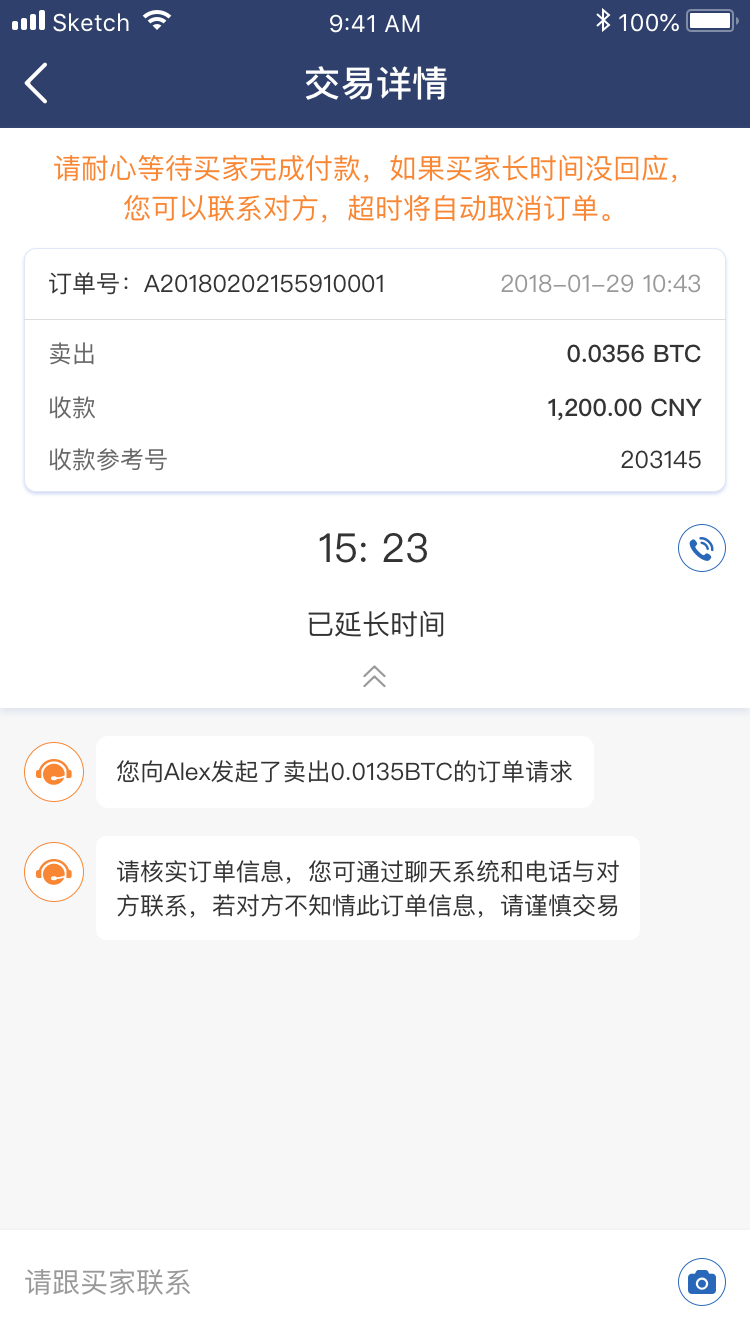 Sketch 9:41 AM 100%
交易详情
请耐心等待买家完成付款，如果买家长时间没回应，
您可以联系对方，超时将自动取消订单。
订单号：A20180202155910001 2018-01-29 10:43
卖出 0.0356 BTC
收款 1,200.00 CNY
收款参考号 203145
15: 23
已延长时间
您向Alex发起了卖出0.0135BTC的订单请求
请核实订单信息，您可通过聊天系统和电话与对
方联系，若对方不知情此订单信息，请谨慎交易
请跟买家联系